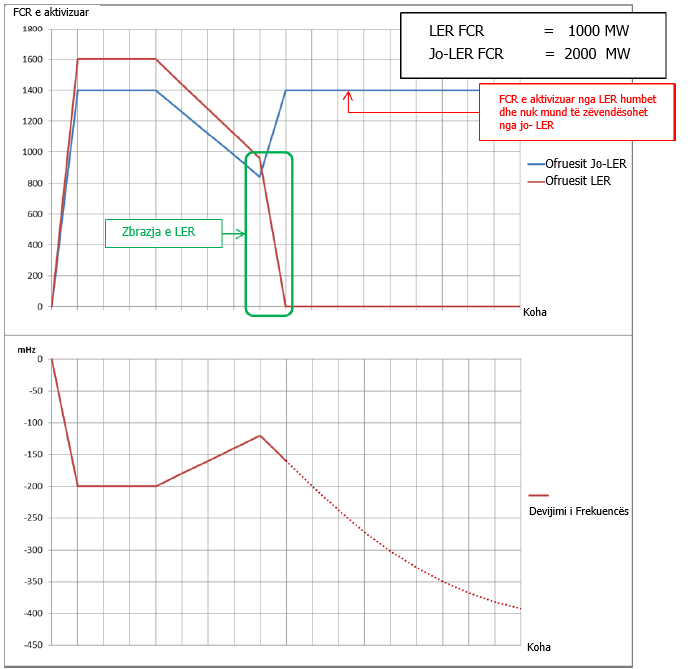 FCR e aktivizuar
LER FCR = 1000 MW
Jo-LER FCR = 2000 MW
1800
1600
1400
1200
1000
800
600
400
200
0
FCR e aktivizuar nga LER humbet
dhe nuk mund të zëvendësohet
nga jo- LER
Ofruesit Jo-LER
Ofruesit LER
Zbrazja e LER
Koha
mHz
0
-50
-100
-150
-200
-250
-300
-350
-400
-450
Devijimi i Frekuencës
Koha